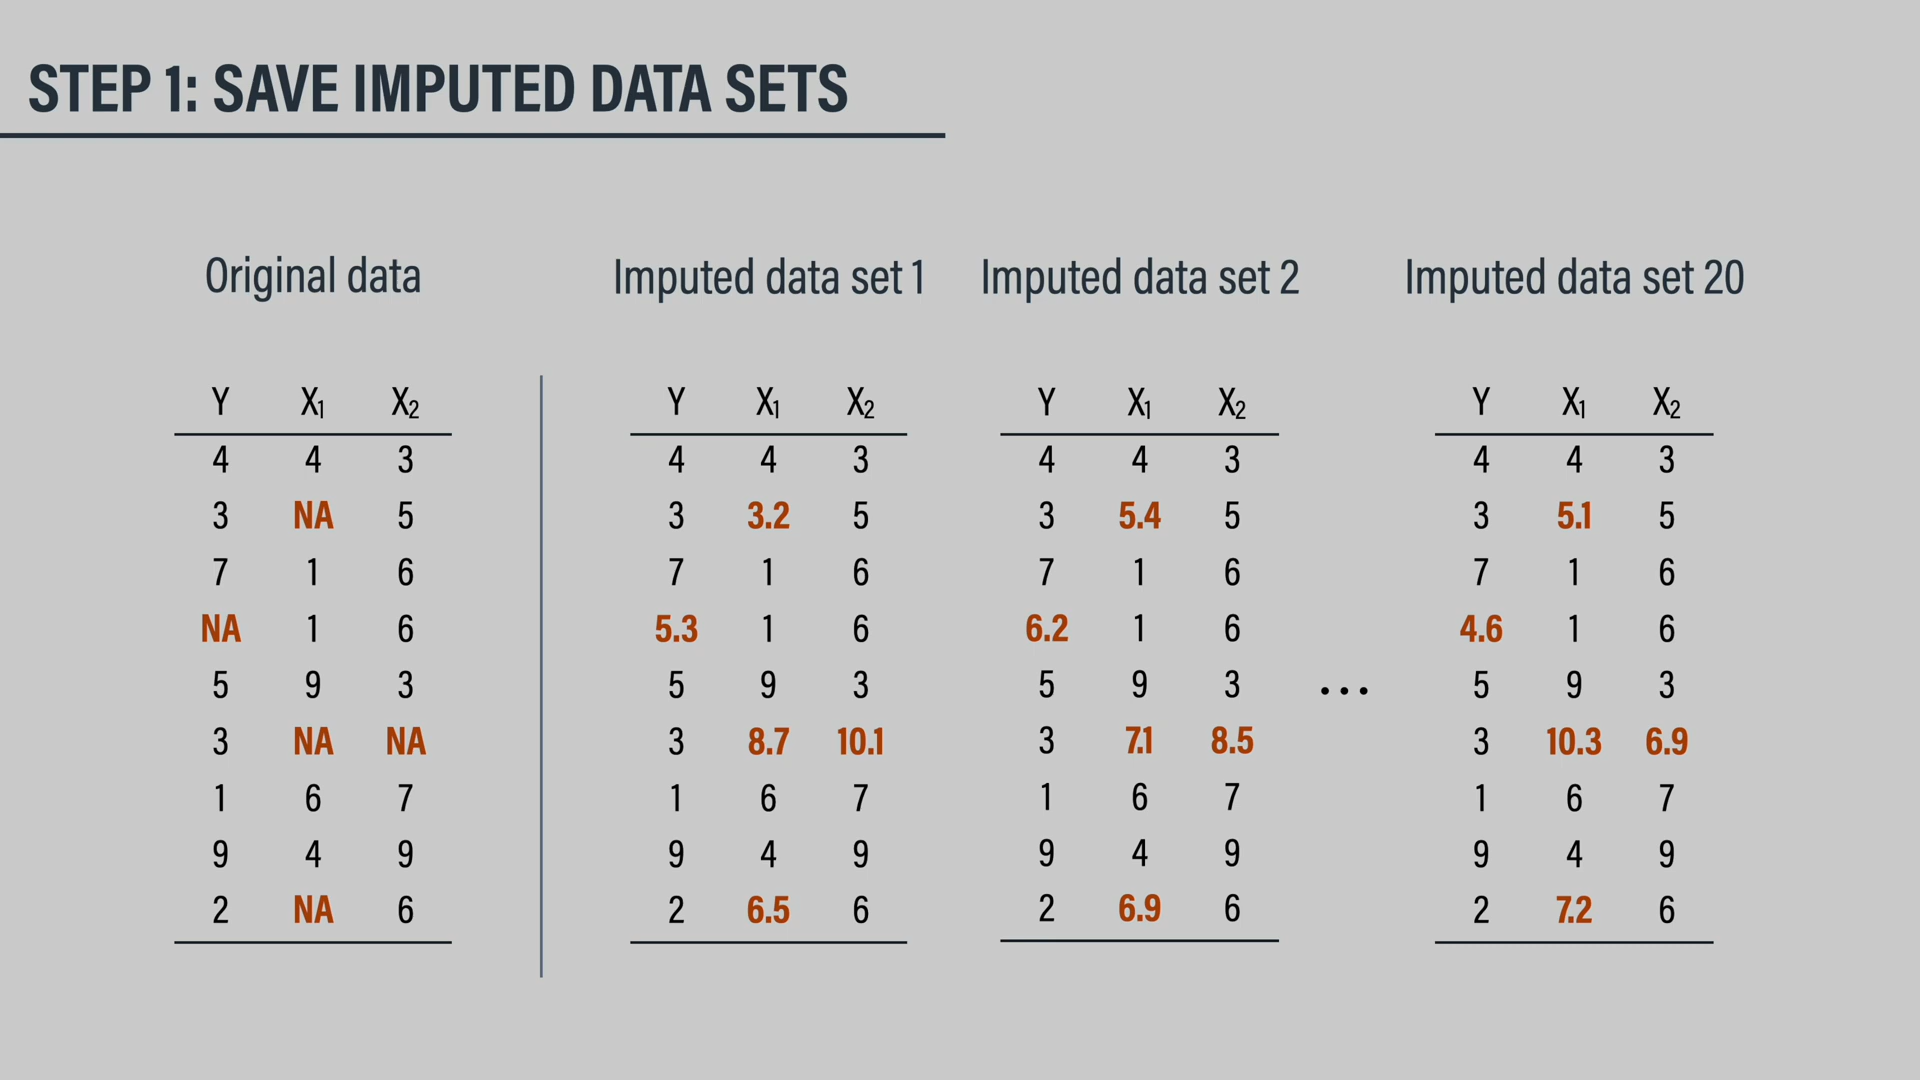 STEP 1: SAVE IMPUTED DATA SETS
Original data
Y X₁ X₂
4 4 3
3 NA 5
7 1 6
NA 1 6
5 9 3
3 NA NA
1 6 7
9 4 9
2 NA 6
Imputed data set 1
Y X₁ X₂
4 4 3
3 3.2 5
7 1 6
5.3 1 6
5 9 3
3 8.7 10.1
1 6 7
9 4 9
2 6.5 6
Imputed data set 2
Y X₁ X₂
4 4 3
3 5.4 5
7 1 6
6.2 1 6
5 9 3
3 7.1 8.5
1 6 7
9 4 9
2 6.9 6
...
Imputed data set 20
Y X₁ X₂
4 4 3
3 5.1 5
7 1 6
4.6 1 6
5 9 3
3 10.3 6.9
1 6 7
9 4 9
2 7.2 6